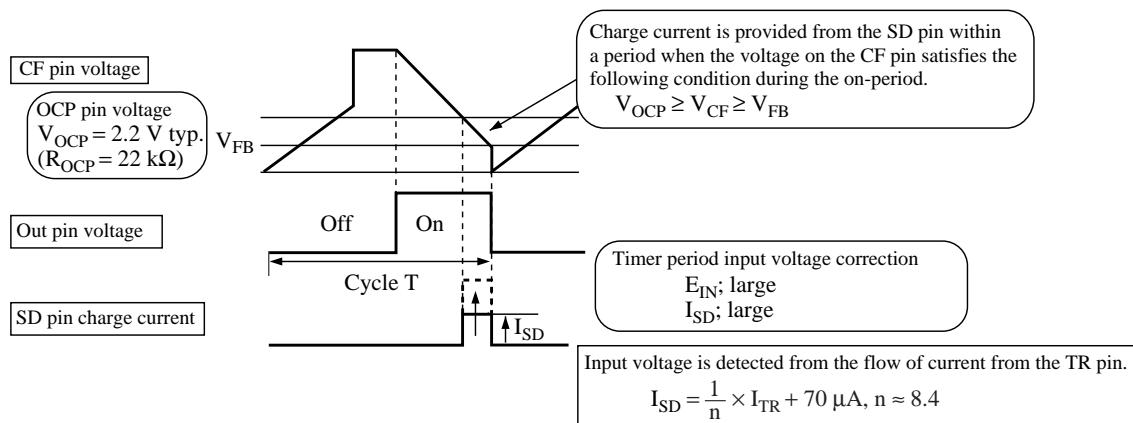 CF pin voltage
OCP pin voltage
V_OCP = 2.2 V typ.
(R_OCP = 22 kΩ)
V_FB
Charge current is provided from the SD pin within
a period when the voltage on the CF pin satisfies the
following condition during the on-period.
V_OCP ≥ V_CF ≥ V_FB
Out pin voltage
Off
On
Cycle T
Timer period input voltage correction
E_IN; large
I_SD; large
SD pin charge current
I_SD
Input voltage is detected from the flow of current from the TR pin.
I_SD = 1/n × I_TR + 70 µA, n ≈ 8.4